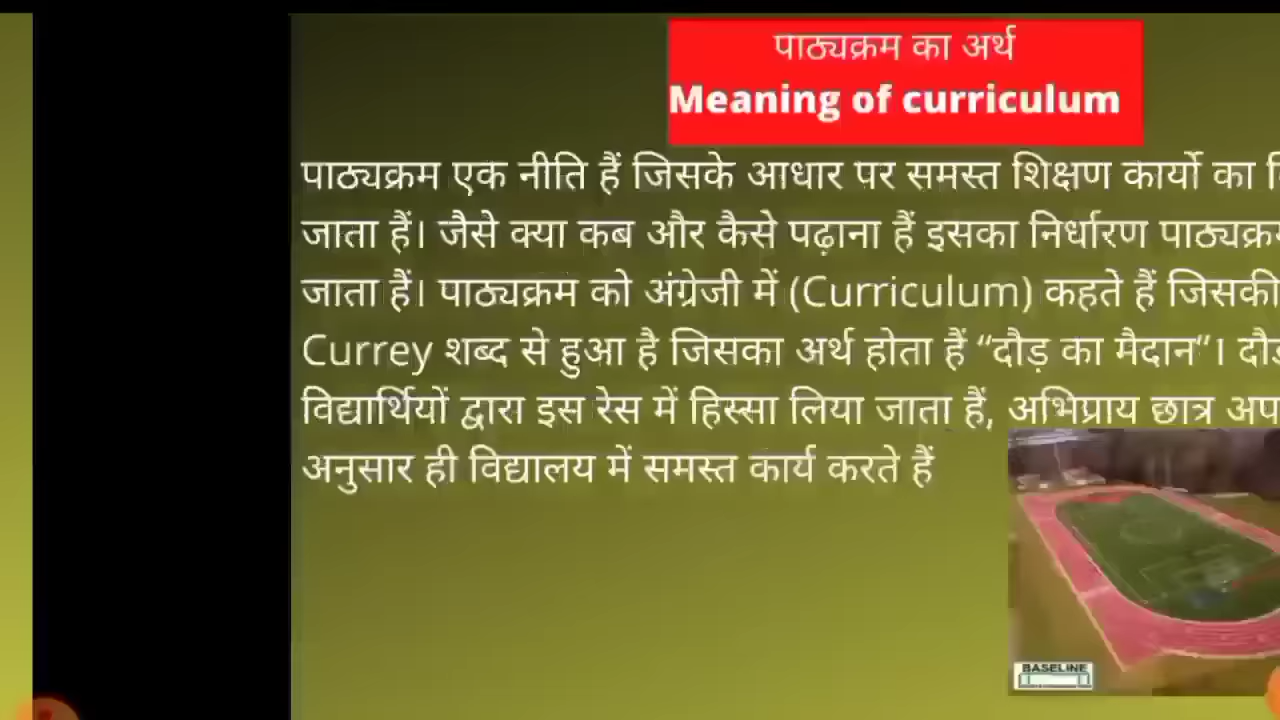 पाठ्यक्रम का अर्थ
Meaning of curriculum
पाठ्यक्रम एक नीति हैं जिसके आधार पर समस्त शिक्षण कार्यो का
जाता हैं। जैसे क्या कब और कैसे पढ़ाना हैं इसका निर्धारण
जाता हैं। पाठ्यक्रम को अंग्रेजी में (Curriculum) कहते हैं जिसकी
Currey शब्द से हुआ है जिसका अर्थ होता हैं “दौड़ का मैदान”।
विद्यार्थियों द्वारा इस रेस में हिस्सा लिया जाता हैं, अभिप्राय छात्र
अनुसार ही विद्यालय में समस्त कार्य करते हैं
BASELINE